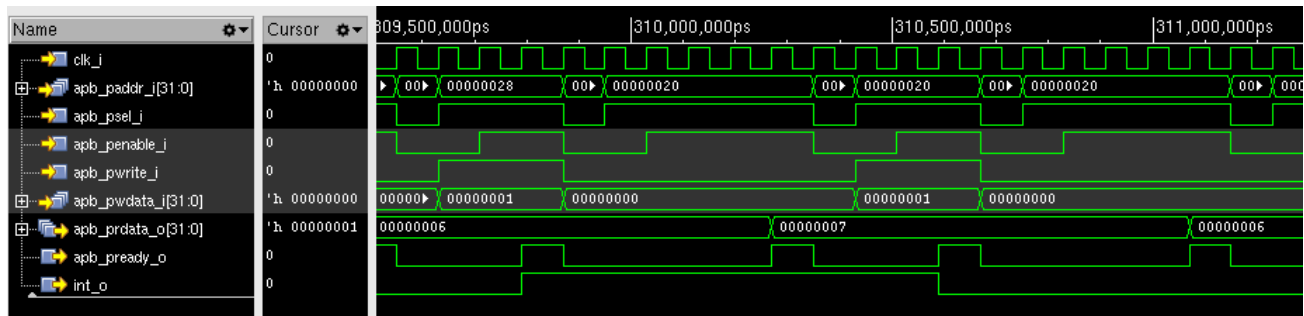 Name Cursor 309,500,000ps 310,000,000ps 310,500,000ps 311,000,000ps
clk_i 0
apb_paddr_i[31:0] 'h 00000000 00 00000028 00 00000020 00 00000020 00 00000020 00 000
apb_psel_i 0
apb_penable_i 0
apb_pwrite_i 0
apb_pwdata_i[31:0] 'h 00000000 00000 00000001 00000000 00000001 00000000
apb_prdata_o[31:0] 'h 00000001 00000006 00000007 00000006
apb_pready_o 0
int_o 0